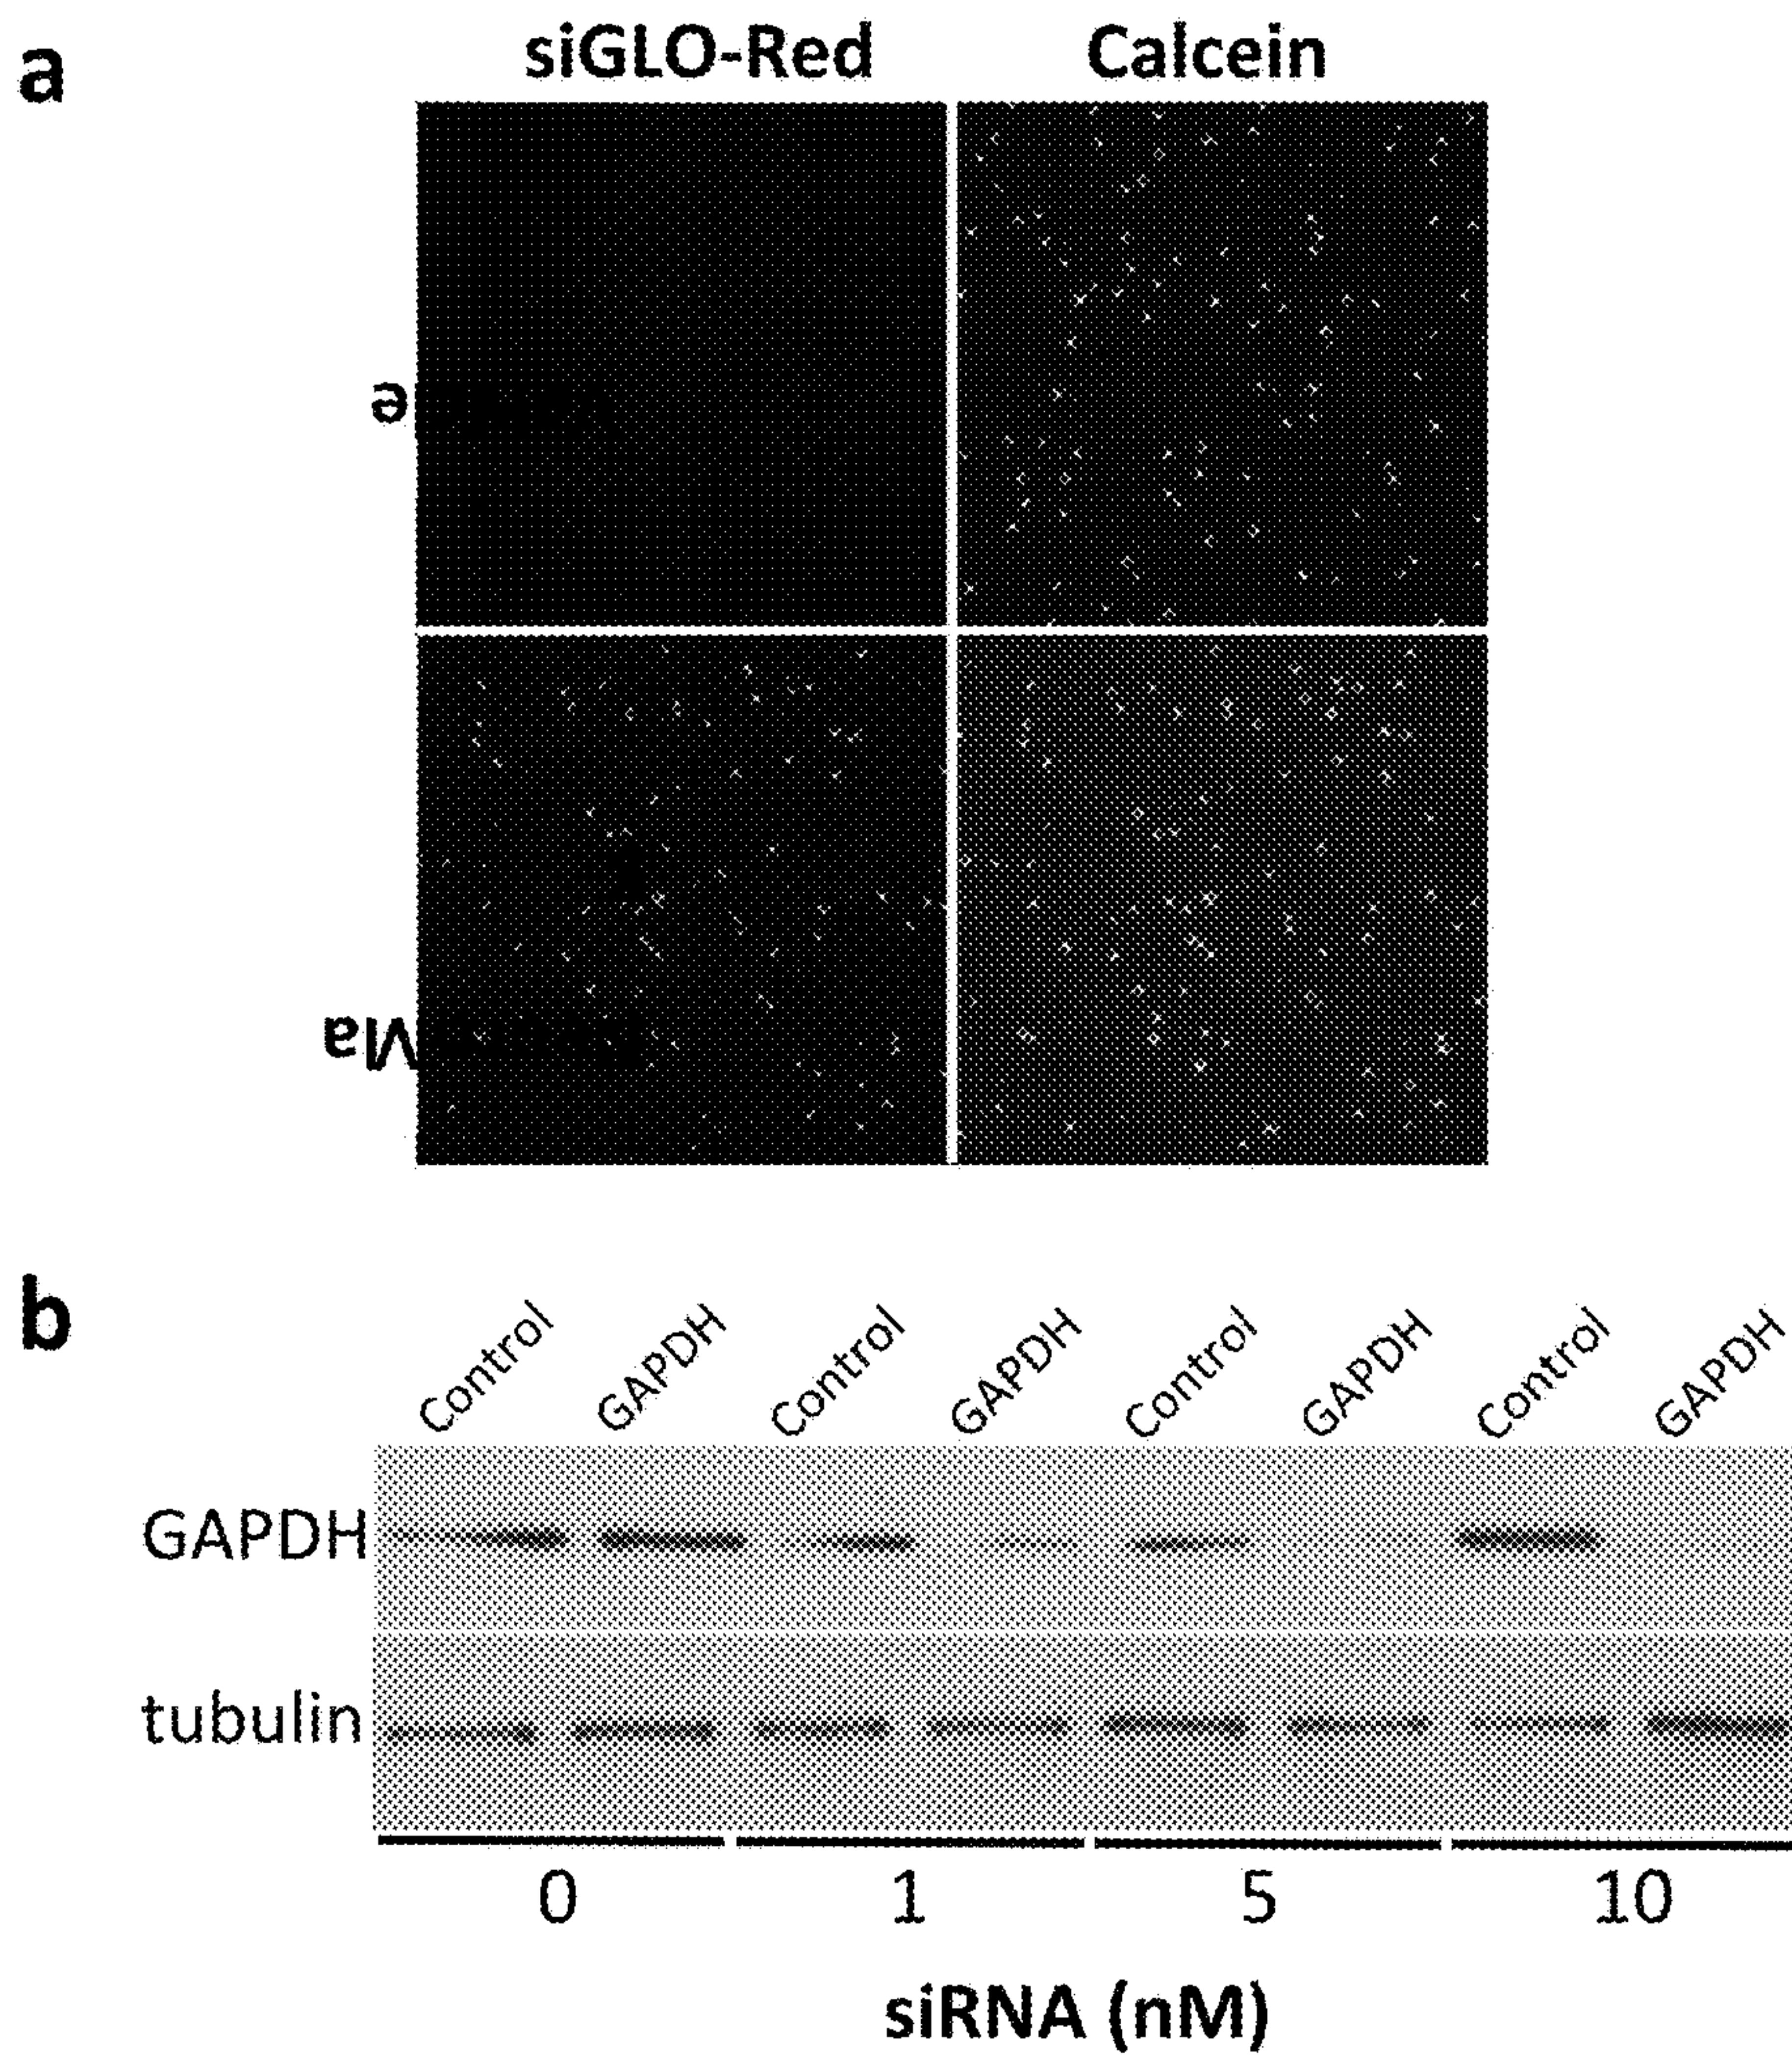 a
siGLO-Red Calcein
e
Ma
b
Control GAPDH Control GAPDH Control GAPDH Control GAPDH
GAPDH
tubulin
0 1 5 10
siRNA (nM)